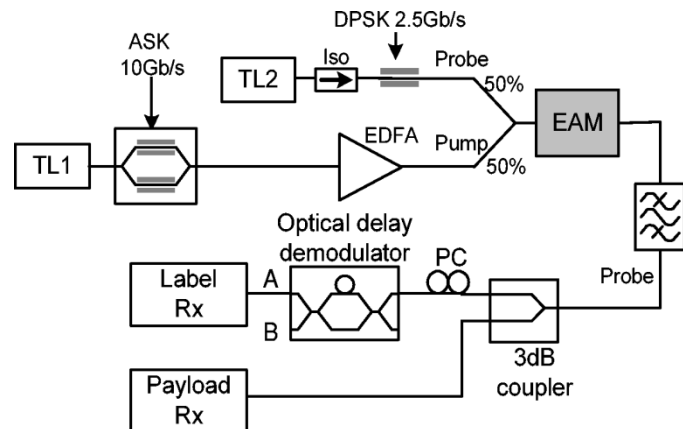 DPSK 2.5Gb/s
ASK
10Gb/s
Iso
Probe
TL2
50%
EAM
EDFA
Pump
TL1
50%
Optical delay
demodulator
PC
Label
Rx
A
B
Probe
3dB
coupler
Payload
Rx